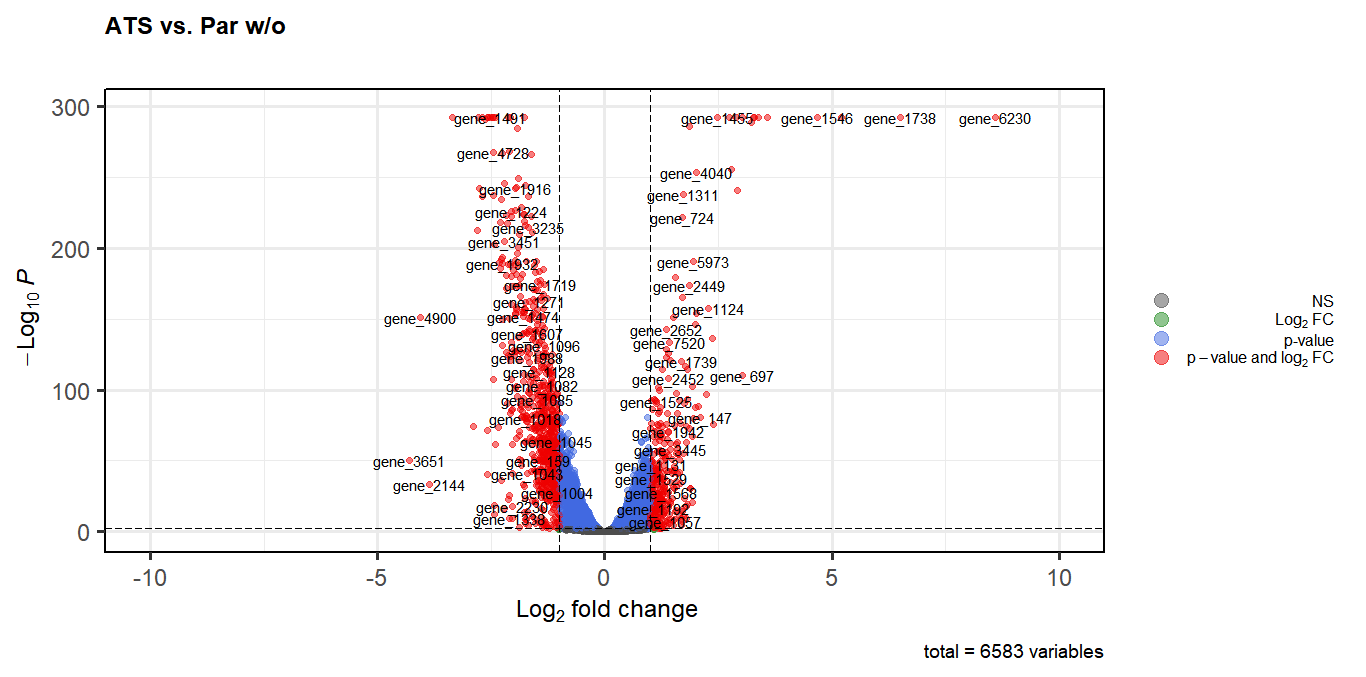 ATS vs. Par w/o
300
200
100
0
−Log10 P
gene_1491
gene_1455
gene_1546
gene_1738
gene_6230
gene_4728
gene_4040
gene_1916
gene_1311
gene_1224
gene_724
gene_3235
gene_3451
gene_1932
gene_5973
gene_1719
gene_2449
gene_1271
gene_1124
gene_4900
gene_1474
gene_2652
gene_1607
gene_7520
gene_1096
gene_1988
gene_1739
gene_1128
gene_2452
gene_697
gene_1082
gene_1085
gene_1525
gene_1018
gene_147
gene_1942
gene_1045
gene_3445
gene_3651
gene_159
gene_1131
gene_1043
gene_1529
gene_2144
gene_1004
gene_1568
gene_2230
gene_1192
gene_1338
gene_1057
-10
-5
0
5
10
Log2 fold change
NS
Log2 FC
p-value
p − value and log2 FC
total = 6583 variables